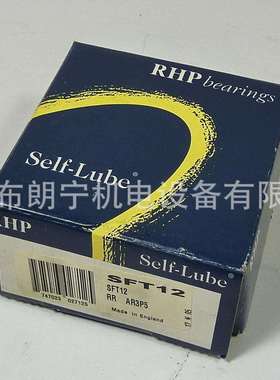 RHP bearings
Self-Lube®
布朗宁机电设备有限
RHP
Self-Lube®
SFT12
SFT12
RR AR3P5
Made in England